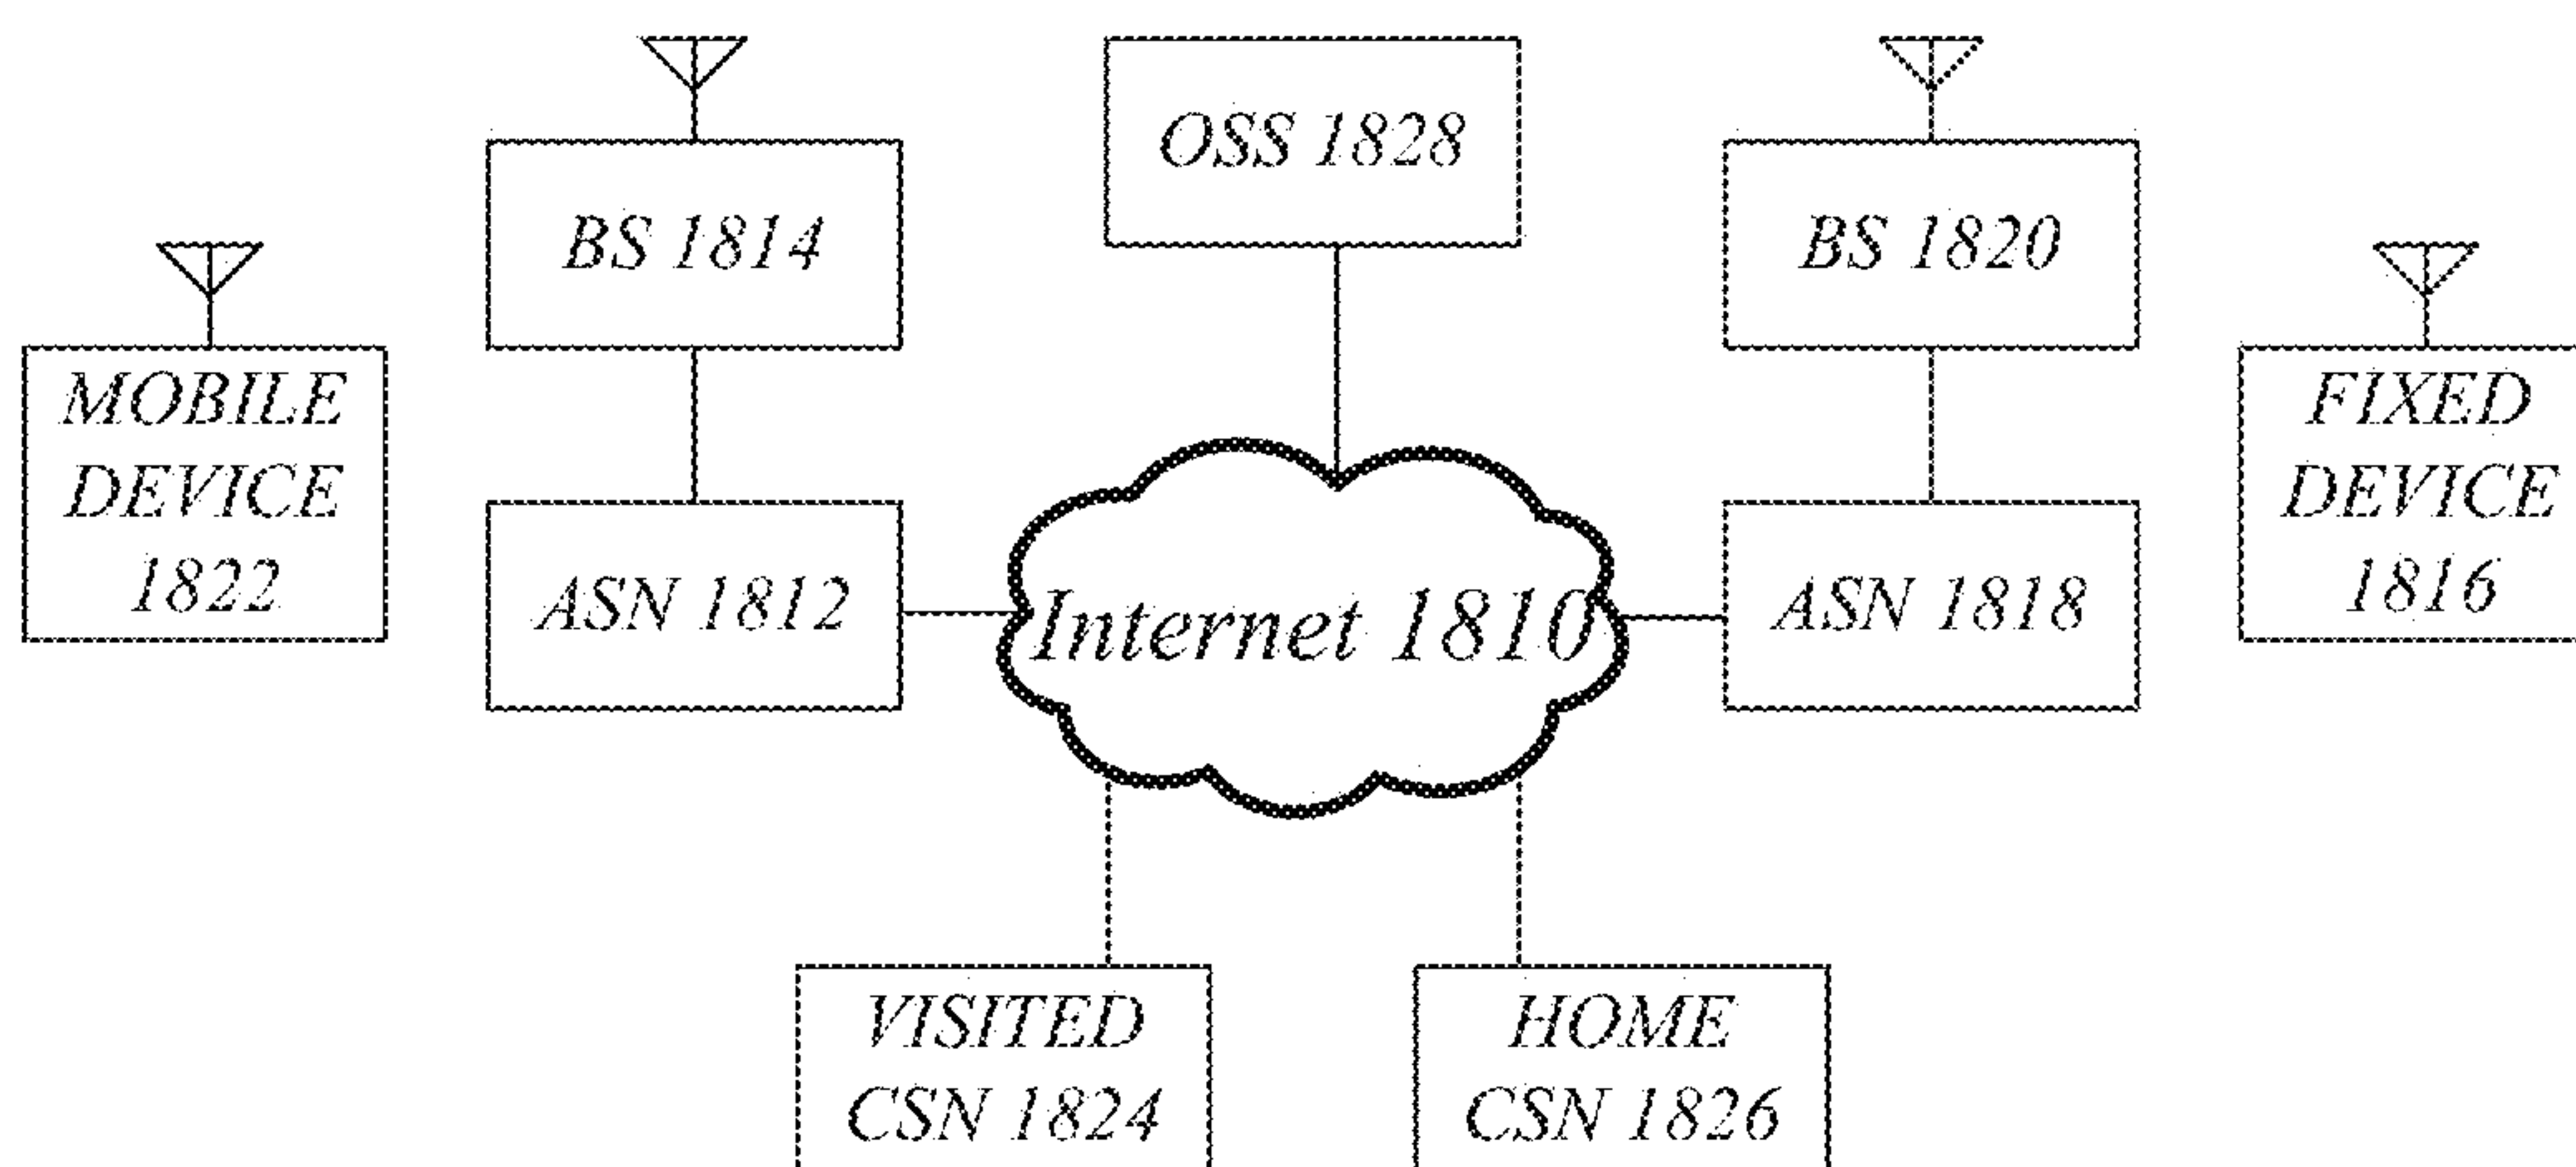 OSS 1828
BS 1814
BS 1820
MOBILE
DEVICE
1822
FIXED
DEVICE
1816
ASN 1812
Internet 1810
ASN 1818
VISITED
CSN 1824
HOME
CSN 1826